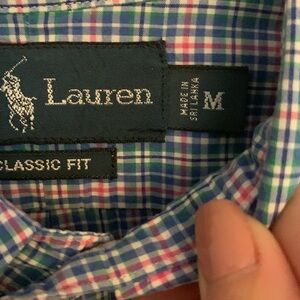 Lauren
MADE IN
SRI LANKA
M
CLASSIC FIT